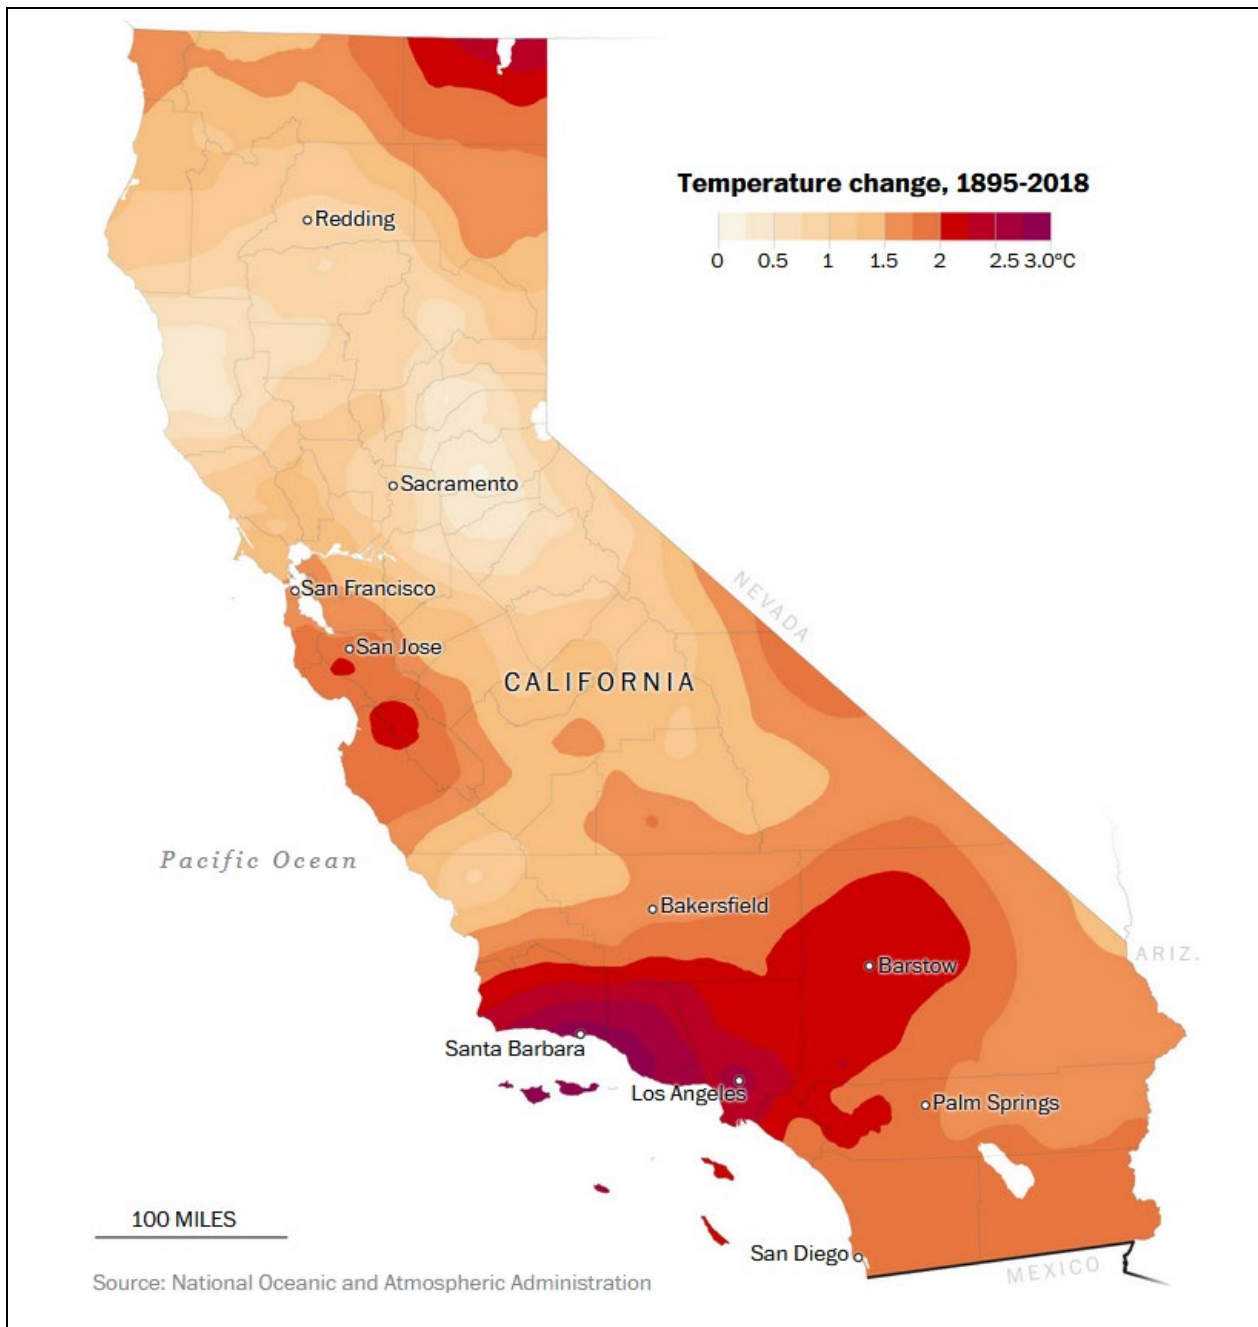 Temperature change, 1895-2018
0 0.5 1 1.5 2 2.5 3.0°C
Redding
Sacramento
San Francisco
NEVADA
San Jose
CALIFORNIA
Pacific Ocean
Bakersfield
ARIZ.
Barstow
Santa Barbara
Los Angeles
Palm Springs
100 MILES
San Diego
MEXICO
Source: National Oceanic and Atmospheric Administration